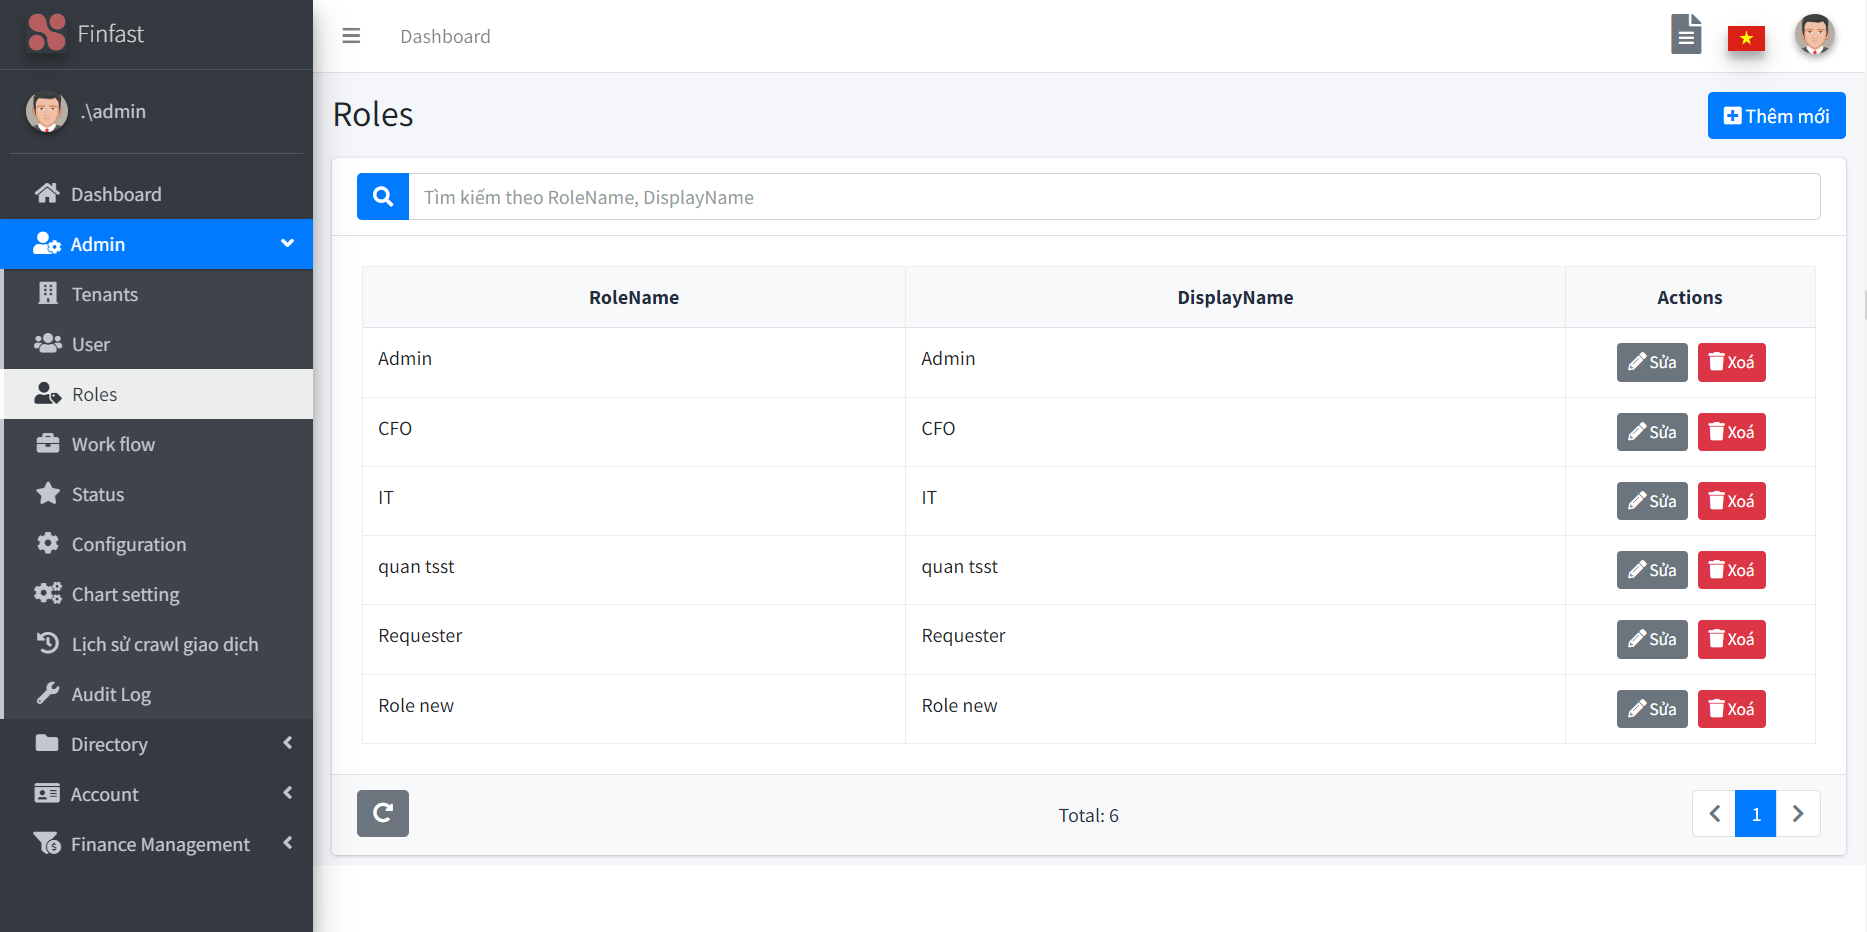 Finfast
Dashboard
.\admin
Roles
Thêm mới
Dashboard
Admin
Tenants
User
Roles
Work flow
Status
Configuration
Chart setting
Lịch sử crawl giao dịch
Audit Log
Directory
Account
Finance Management
Tìm kiếm theo RoleName, DisplayName
RoleName DisplayName Actions
Admin Admin Sửa Xoá
CFO CFO Sửa Xoá
IT IT Sửa Xoá
quan tsst quan tsst Sửa Xoá
Requester Requester Sửa Xoá
Role new Role new Sửa Xoá
Total: 6
1